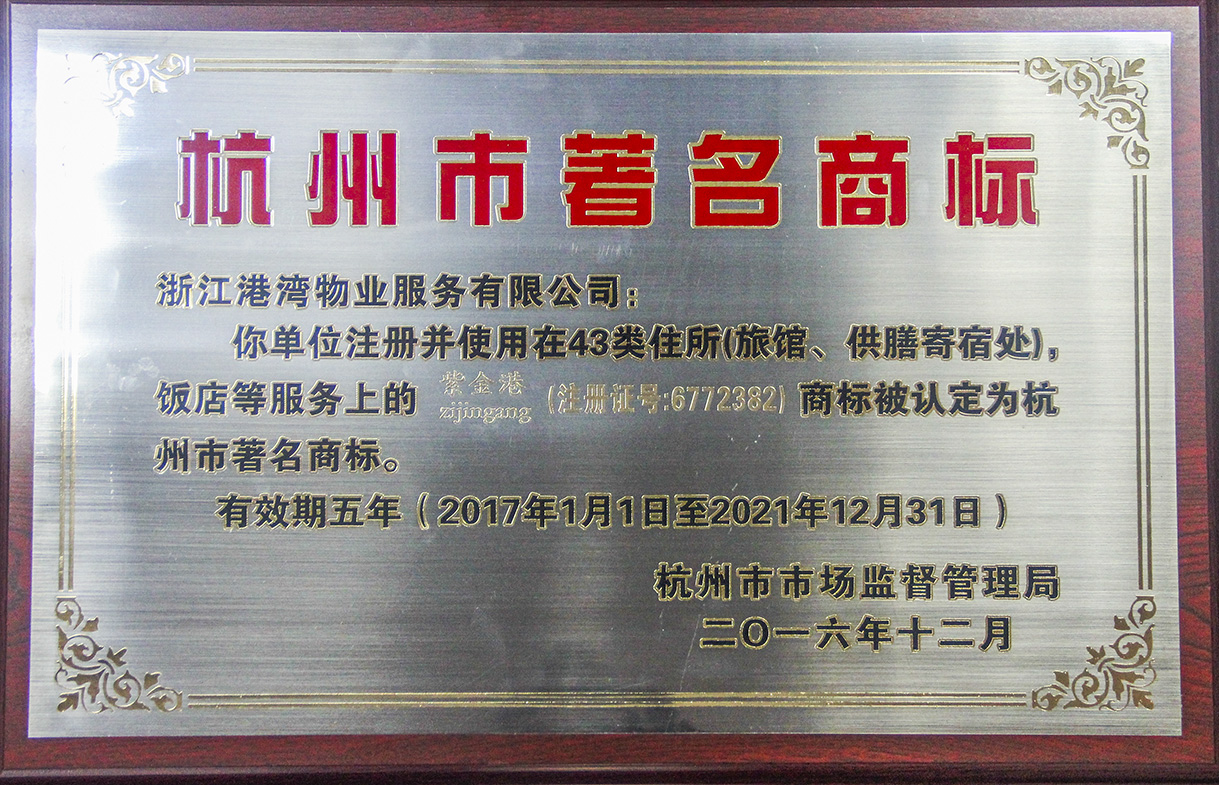 杭州市著名商标
浙江港湾物业服务有限公司：
你单位注册并使用在43类住所(旅馆、供膳寄宿处)，
饭店等服务上的 紫金港 zijingang (注册证号:6772382) 商标被认定为杭
州市著名商标。
有效期五年（2017年1月1日至2021年12月31日）
杭州市市场监督管理局
二〇一六年十二月